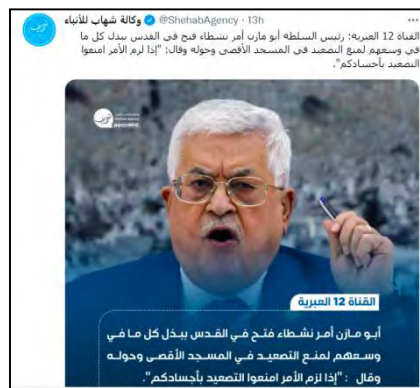 وكالة شهاب للأنباء @ShehabAgency · 13h
القناة 12 العبرية: رئيس السلطة أبو مازن أمر نشطاء فتح في القدس ببذل كل ما
في وسعهم لمنع التصعيد في المسجد الأقصى وحوله وقال: "إذا لزم الأمر امنعوا
التصعيد بأجسادكم".
القناة 12 العبرية
أبو مازن أمر نشطاء فتح في القدس ببذل كل ما في
وسعهم لمنع التصعيد في المسجد الأقصى وحوله
وقال : "إذا لزم الأمر امنعوا التصعيد بأجسادكم".